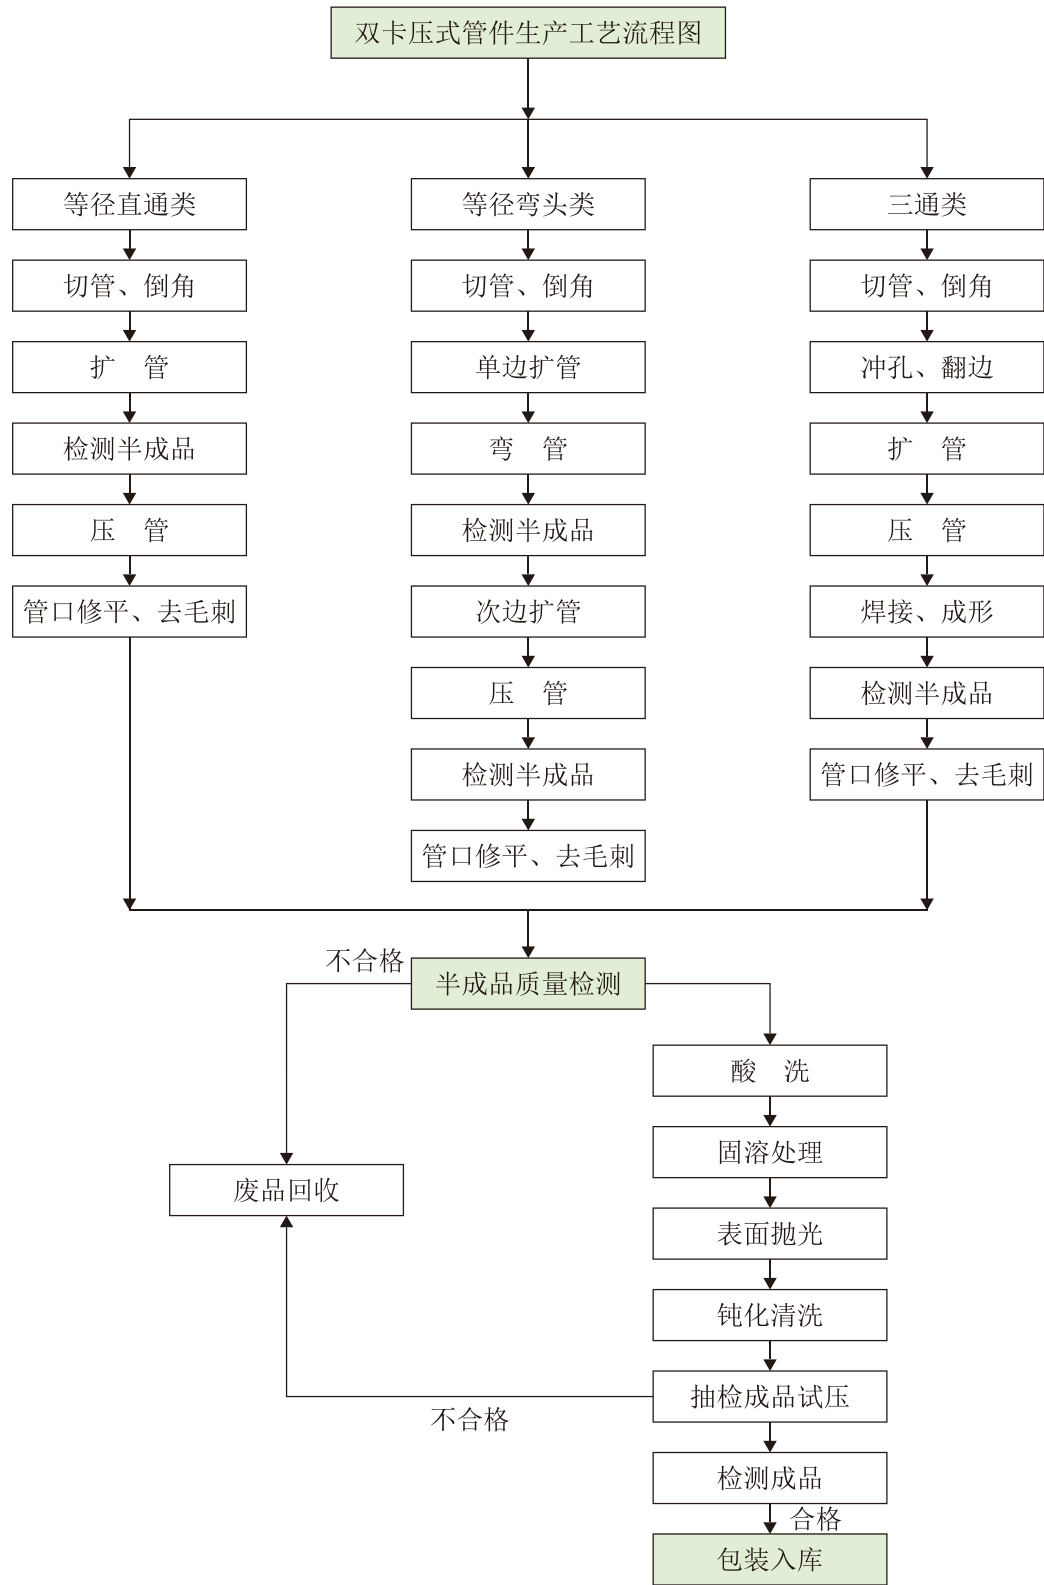 双卡压式管件生产工艺流程图
等径直通类
切管、倒角
扩 管
检测半成品
压 管
管口修平、去毛刺
等径弯头类
切管、倒角
单边扩管
弯 管
检测半成品
次边扩管
压 管
检测半成品
管口修平、去毛刺
三通类
切管、倒角
冲孔、翻边
扩 管
压 管
焊接、成形
检测半成品
管口修平、去毛刺
不合格
半成品质量检测
酸 洗
固溶处理
废品回收
表面抛光
钝化清洗
抽检成品试压
不合格
检测成品
合格
包装入库